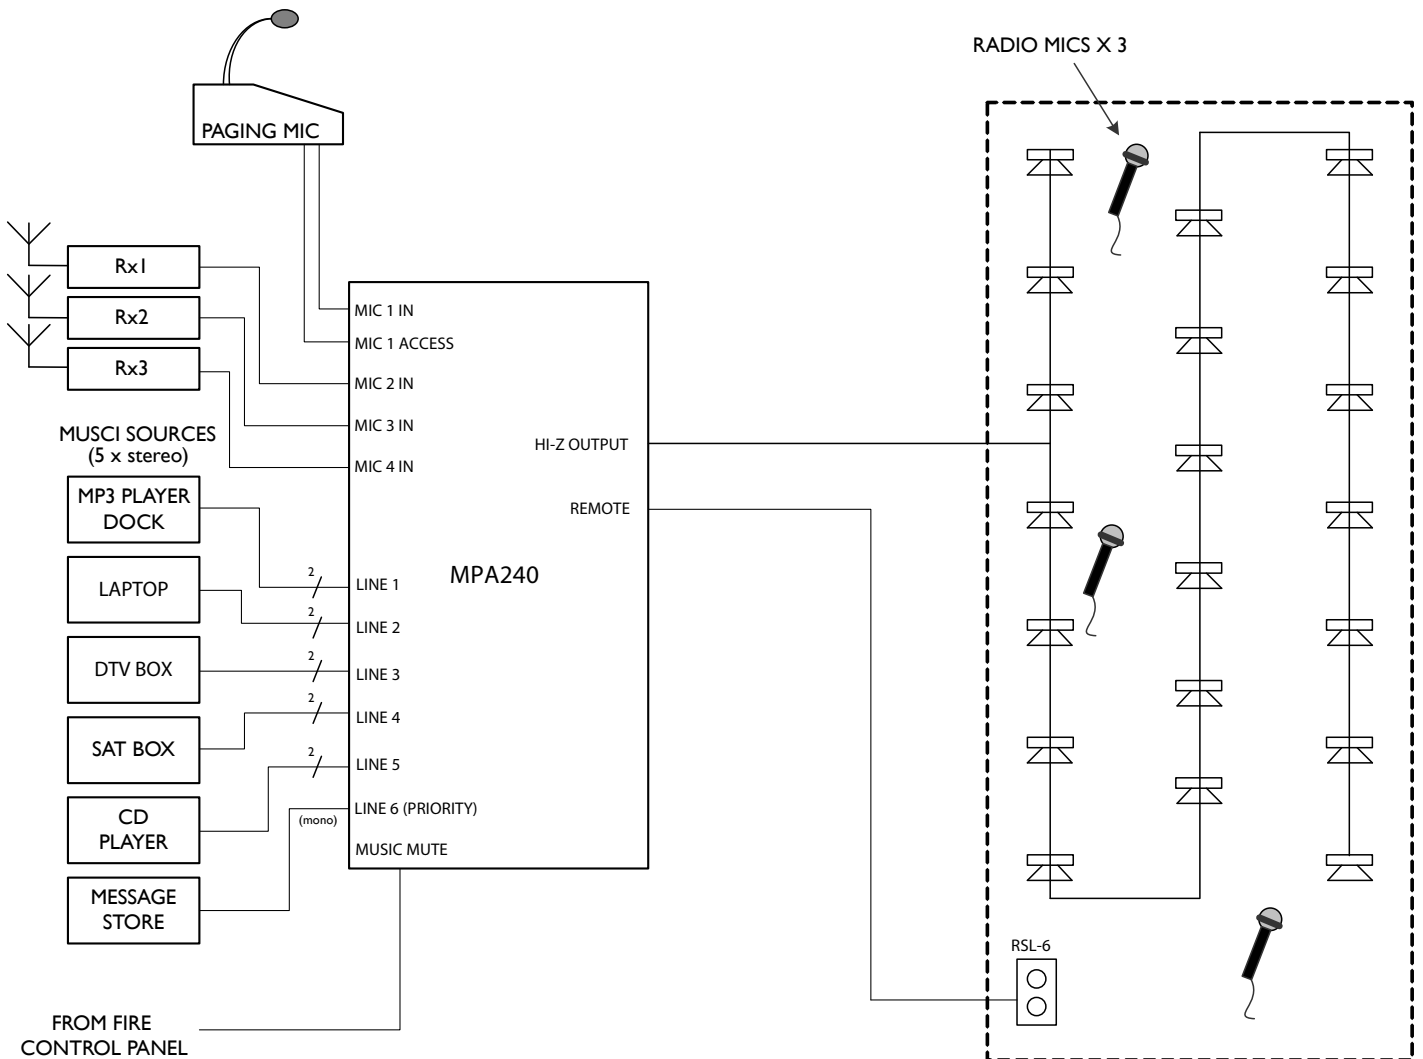 RADIO MICS X 3
PAGING MIC
Rx1
Rx2
Rx3
MUSCI SOURCES
(5 x stereo)
MP3 PLAYER
DOCK
LAPTOP
DTV BOX
SAT BOX
CD
PLAYER
MESSAGE
STORE
FROM FIRE
CONTROL PANEL
MIC 1 IN
MIC 1 ACCESS
MIC 2 IN
MIC 3 IN
MIC 4 IN
2
LINE 1
2
LINE 2
2
LINE 3
2
LINE 4
2
LINE 5
LINE 6 (PRIORITY)
(mono)
MUSIC MUTE
HI-Z OUTPUT
REMOTE
MPA240
RSL-6